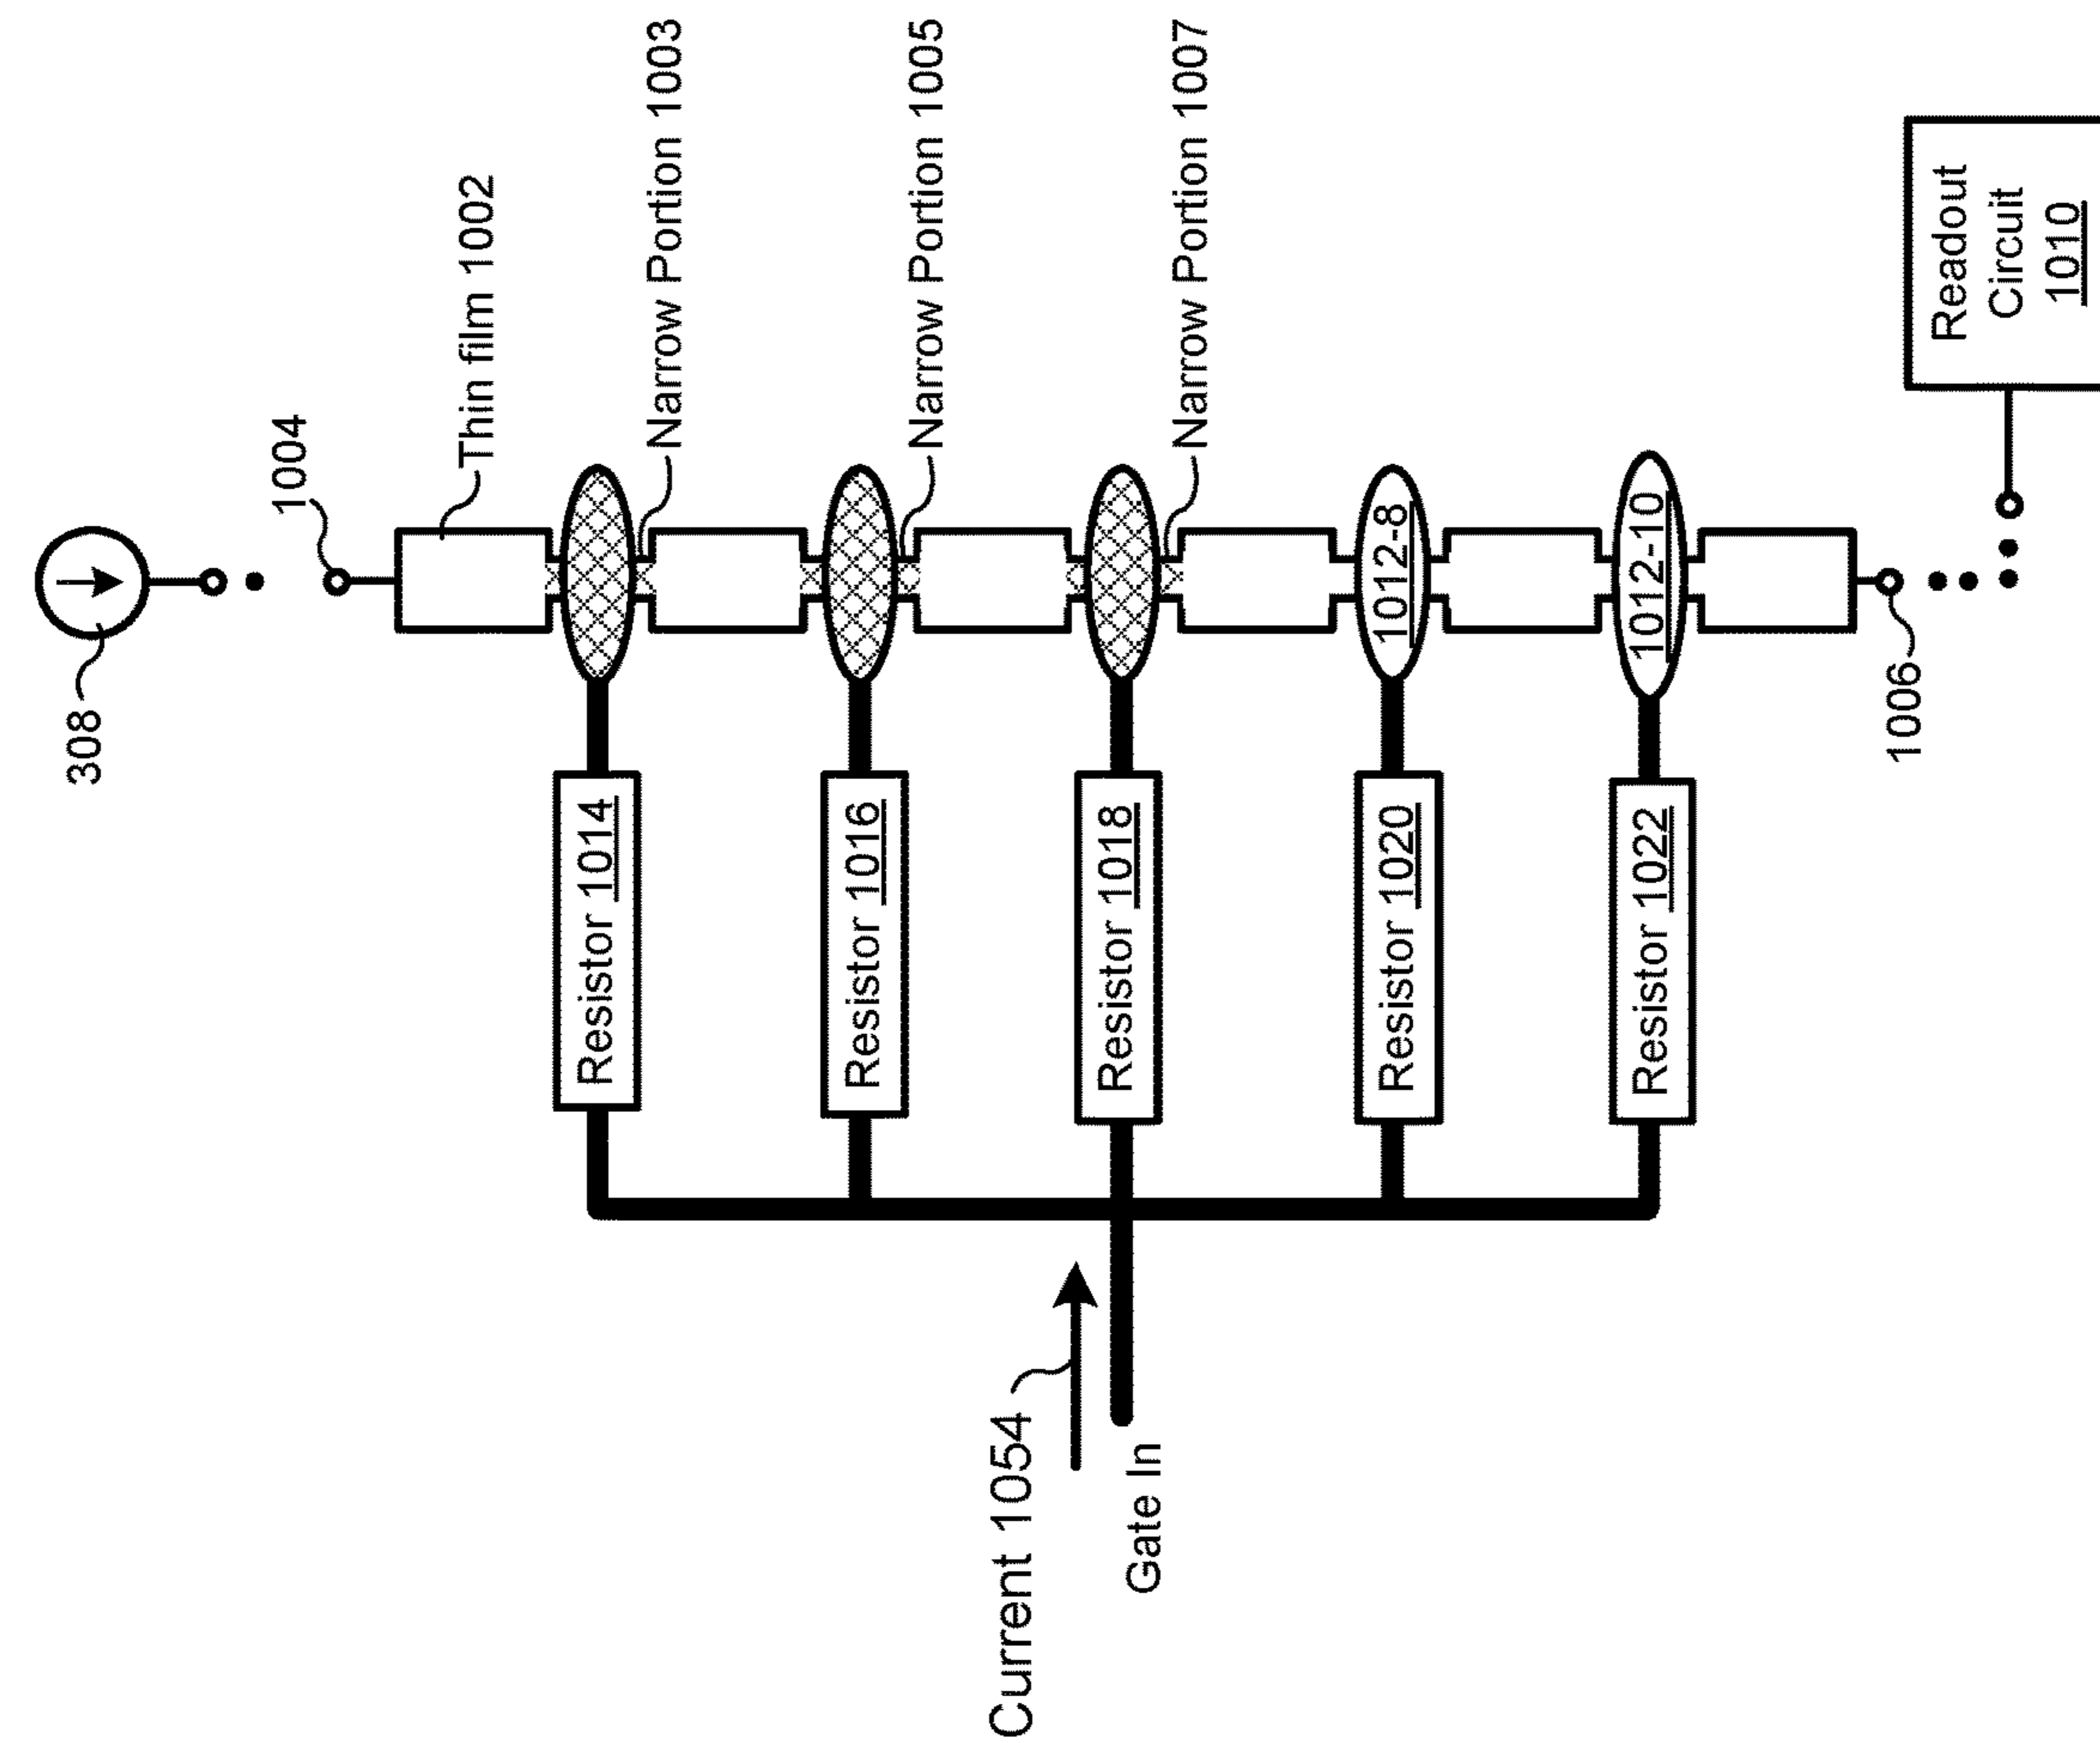 308
1004
Thin film 1002
Narrow Portion 1003
Narrow Portion 1005
Narrow Portion 1007
Resistor 1014
Resistor 1016
Resistor 1018
Resistor 1020
Resistor 1022
1012-8
1012-10
Current 1054
Gate In
1006
Readout
Circuit
1010